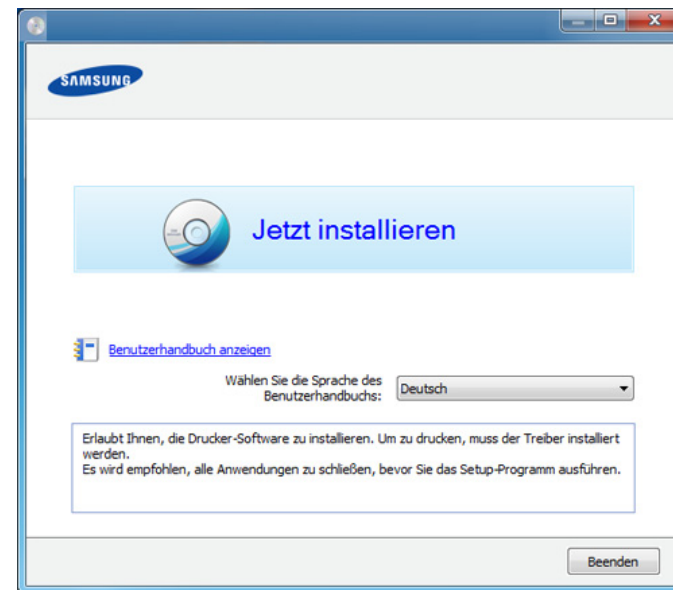 SAMSUNG
Jetzt installieren
Benutzerhandbuch anzeigen
Wählen Sie die Sprache des
Benutzerhandbuchs:
Deutsch
Erlaubt Ihnen, die Drucker-Software zu installieren. Um zu drucken, muss der Treiber installiert
werden.
Es wird empfohlen, alle Anwendungen zu schließen, bevor Sie das Setup-Programm ausführen.
Beenden